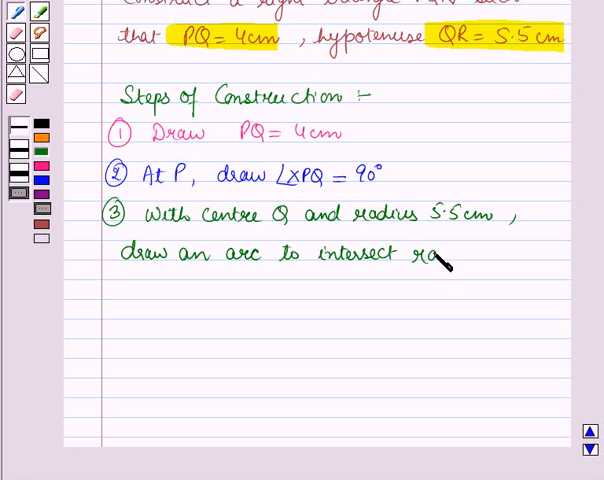 that PQ = 4cm , hypotenuse QR = 5.5 cm
Steps of Construction :-
① Draw PQ = 4cm
② At P, draw ∠XPQ = 90°
③ With centre Q and radius 5.5cm ,
draw an arc to intersect ra